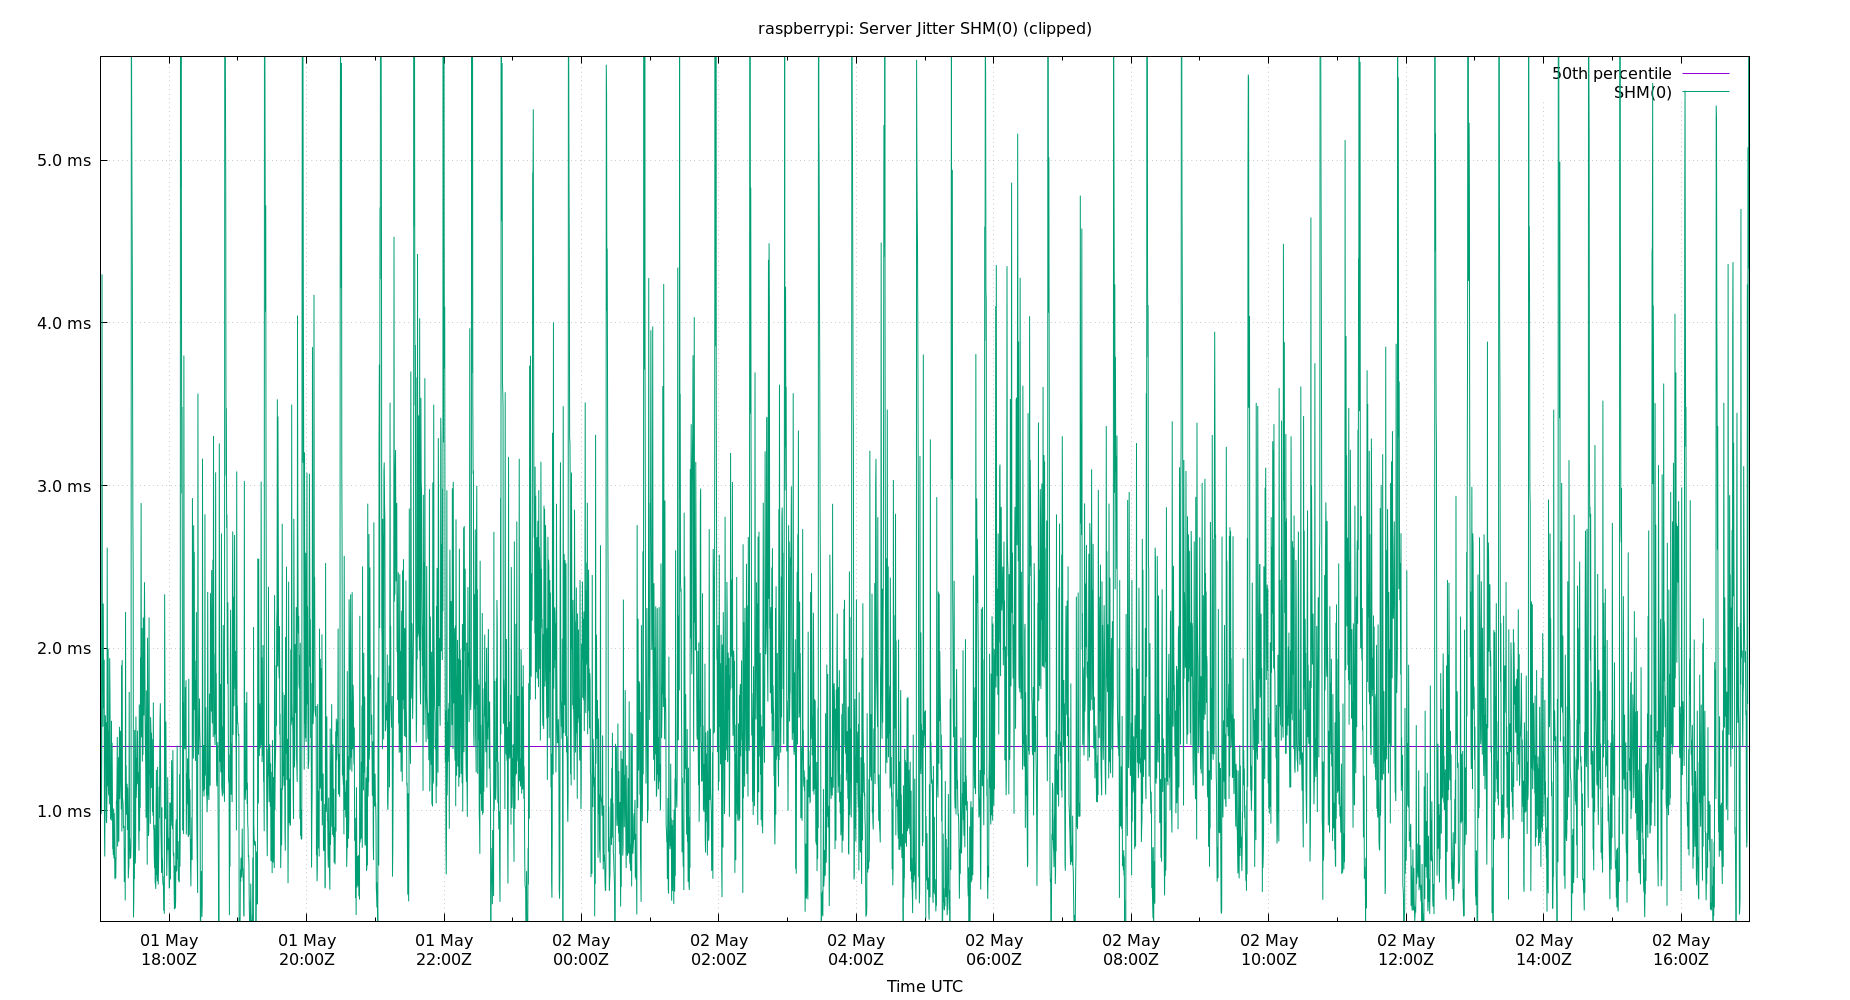 raspberrypi: Server Jitter SHM(0) (clipped)
50th percentile
SHM(0)
5.0 ms
4.0 ms
3.0 ms
2.0 ms
1.0 ms
01 May 01 May 01 May 02 May 02 May 02 May 02 May 02 May 02 May 02 May 02 May 02 May
18:00Z 20:00Z 22:00Z 00:00Z 02:00Z 04:00Z 06:00Z 08:00Z 10:00Z 12:00Z 14:00Z 16:00Z
Time UTC